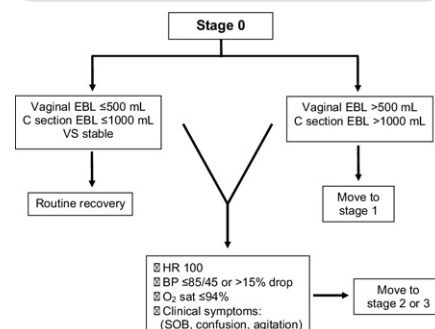 Stage 0
Vaginal EBL ≤500 mL
C section EBL ≤1000 mL
VS stable
Vaginal EBL >500 mL
C section EBL >1000 mL
Routine recovery
Move to
stage 1
HR 100
BP ≤85/45 or >15% drop
O₂ sat ≤94%
Clinical symptoms:
(SOB, confusion, agitation)
Move to
stage 2 or 3